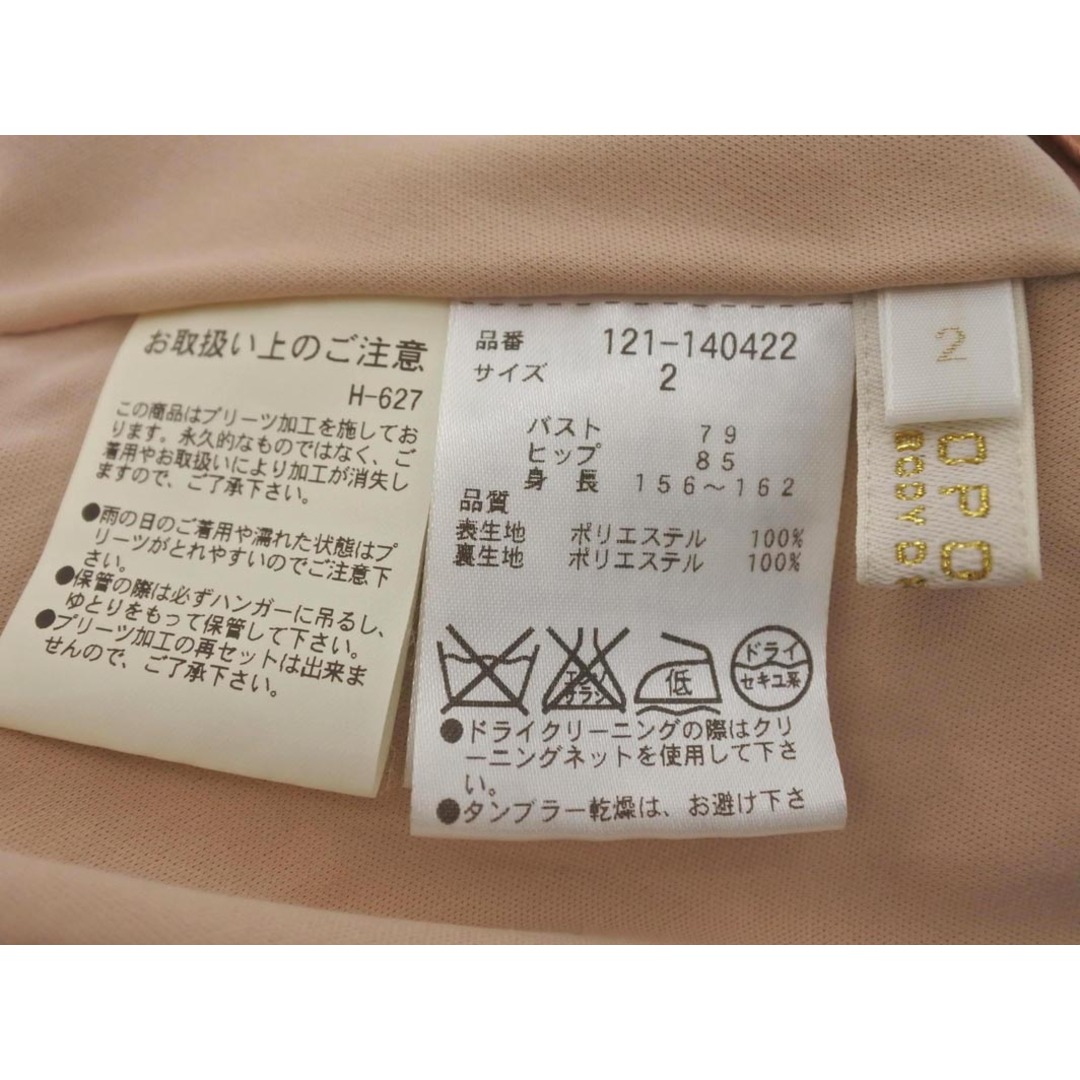 お取扱い上のご注意
H-627
この商品はプリーツ加工を施してお
ります。永久的なものではなく、ご
着用やお取扱いにより加工が消失し
ますので、ご了承下さい。
●雨の日のご着用や濡れた状態はプ
リーツがとれやすいのでご注意下
さい。
●保管の際は必ずハンガーに吊るし、
ゆとりをもって保管して下さい。
●プリーツ加工の再セットは出来ま
せんので、ご了承下さい。
品番 121-140422
サイズ 2
バスト 79
ヒップ 85
身長 156〜162
品質
表生地 ポリエステル 100%
裏生地 ポリエステル 100%
エンソ
サラシ
低
ドライ
セキユ系
●ドライクリーニングの際はクリ
ーニングネットを使用して下さ
い。
●タンブラー乾燥は、お避け下さ
2
OPD
BODY